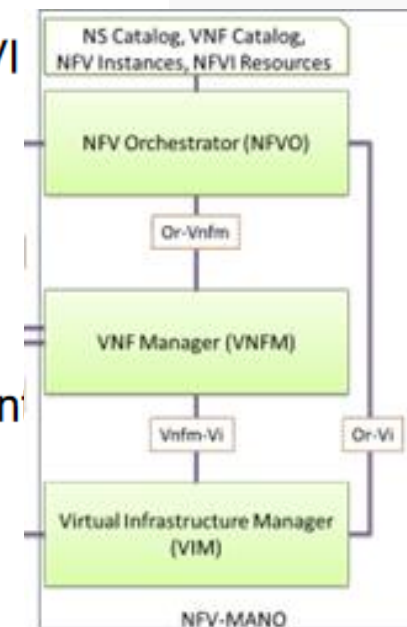 NS Catalog, VNF Catalog,
NFV Instances, NFVI Resources
NFV Orchestrator (NFVO)
Or-Vnfm
VNF Manager (VNFM)
Vnfm-Vi
Or-Vi
Virtual Infrastructure Manager
(VIM)
NFV-MANO